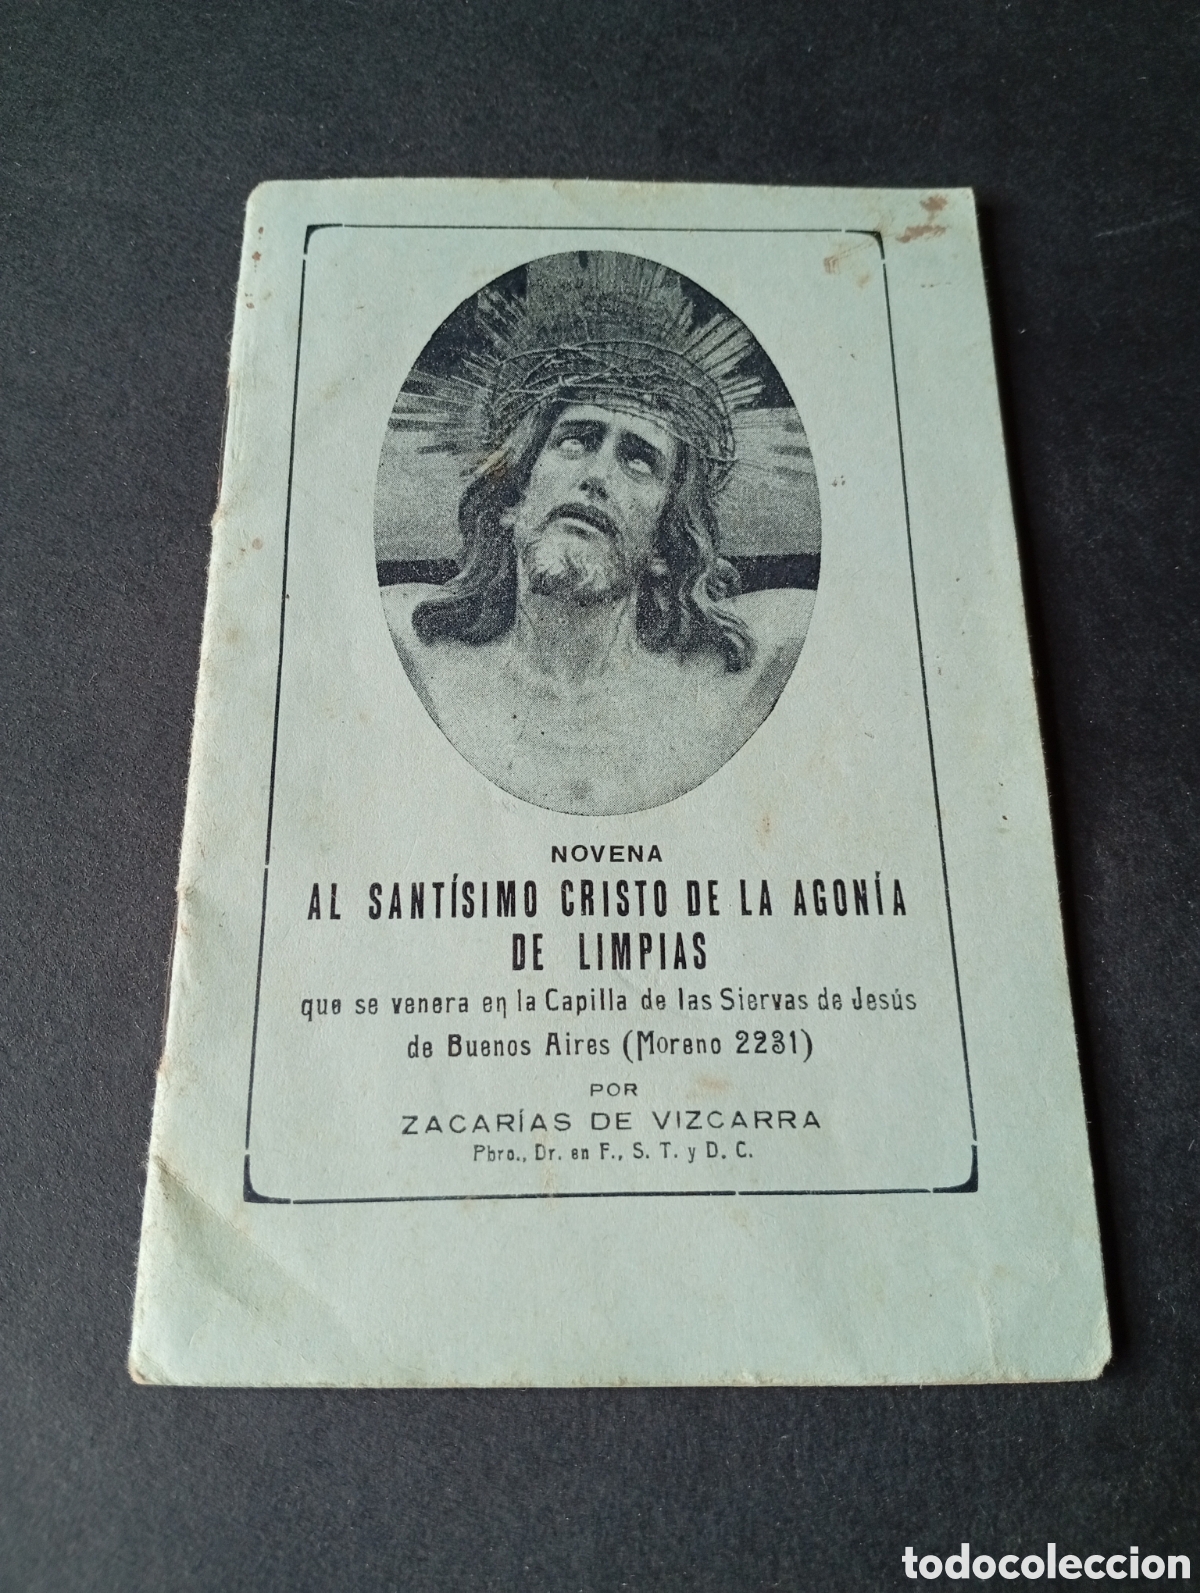 NOVENA
AL SANTÍSIMO CRISTO DE LA AGONÍA
DE LIMPIAS
que se venera en la Capilla de las Siervas de Jesús
de Buenos Aires (Moreno 2231)
POR
ZACARÍAS DE VIZCARRA
Pbro., Dr. en F., S. T. y D. C.
todocoleccion